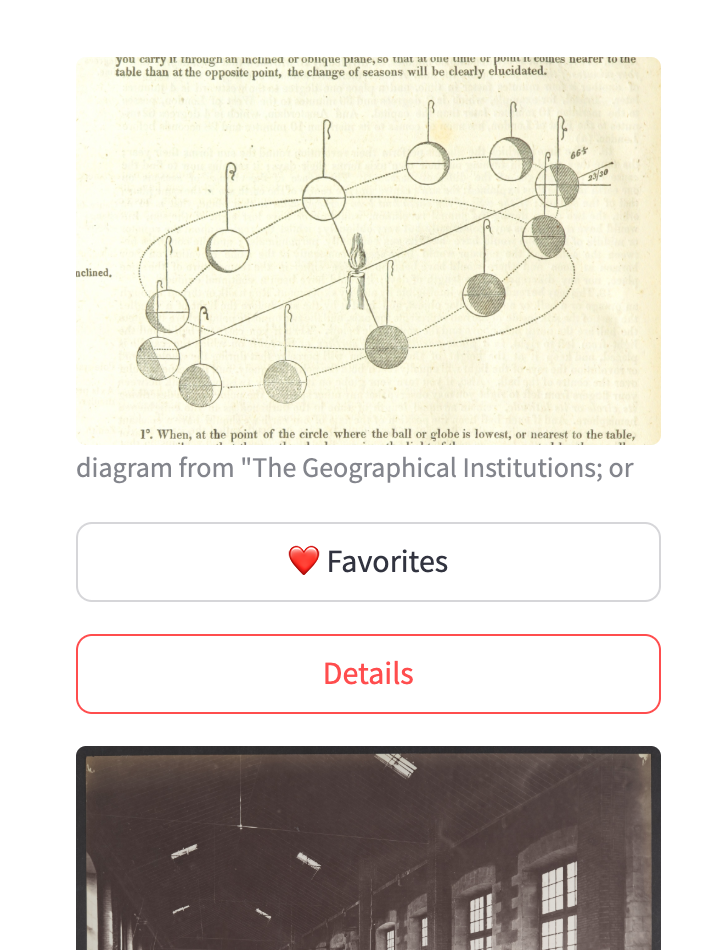 you carry it through an inclined or oblique plane, so that at one time or point it comes nearer to the
table than at the opposite point, the change of seasons will be clearly elucidated.
66½
23/30
nclined.
1°. When, at the point of the circle where the ball or globe is lowest, or nearest to the table,
diagram from "The Geographical Institutions; or
❤️ Favorites
Details